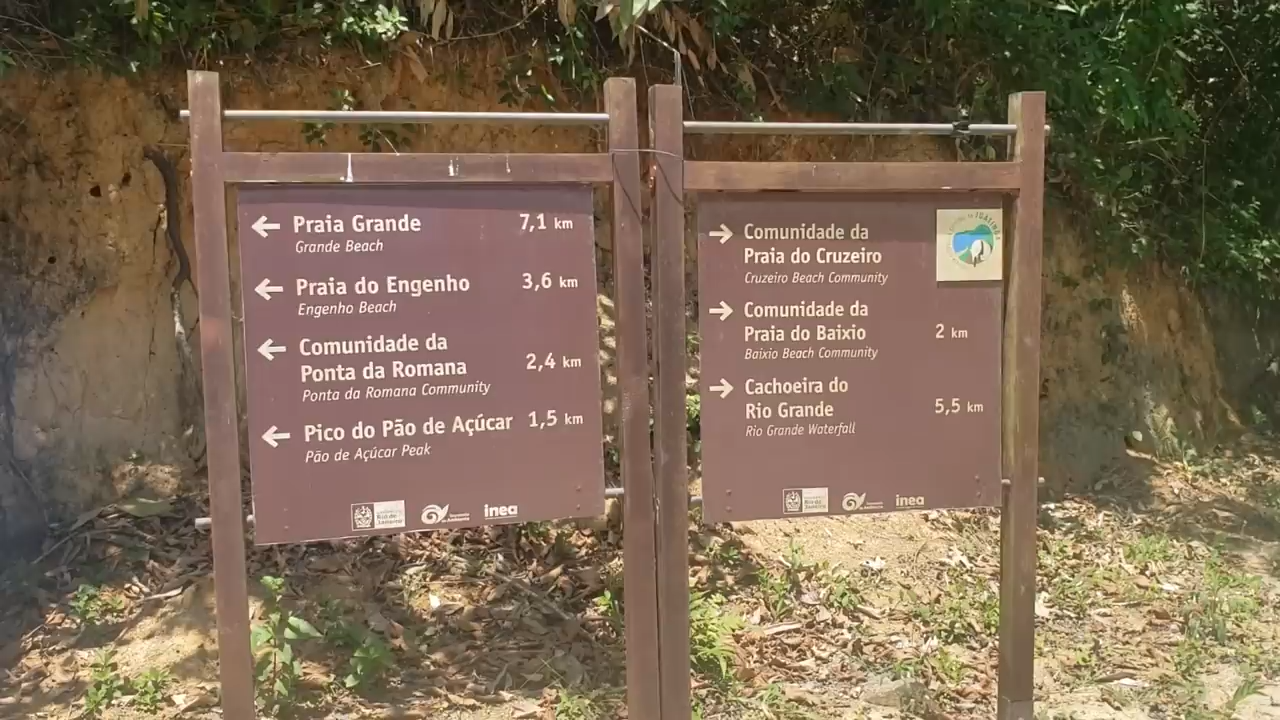 Praia Grande 7,1 km
Grande Beach
Praia do Engenho 3,6 km
Engenho Beach
Comunidade da
Ponta da Romana 2,4 km
Ponta da Romana Community
Pico do Pão de Açúcar 1,5 km
Pão de Açúcar Peak
Rio de
Janeiro
inea
Comunidade da
Praia do Cruzeiro
Cruzeiro Beach Community
Comunidade da
Praia do Baixio 2 km
Baixio Beach Community
Cachoeira do
Rio Grande 5,5 km
Rio Grande Waterfall
JOATINGA
Rio de
Janeiro
inea